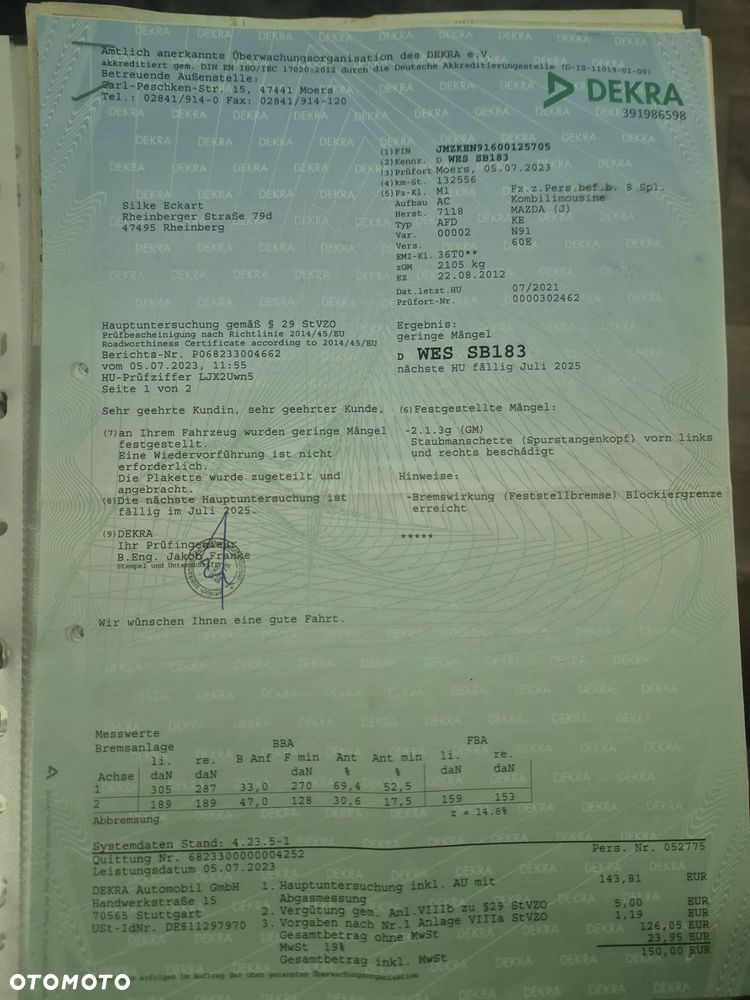 Amtlich anerkannte Überwachungsorganisation des DEKRA e.V.
akkreditiert gem. DIN EN ISO/IEC 17020:2012 durch die Deutsche Akkreditierungsstelle (D-IS-11019-01-00)
Betreuende Außenstelle:
Carl-Peschken-Str. 15, 47441 Moers
Tel.: 02841/914-0 Fax: 02841/914-120
DEKRA
391986598
(1) FIN JMZKEN91600125705
(2) Kennz. D WES SB183
(3) Prüfort Moers, 05.07.2023
(4) km-St. 132556
(5) Fz-Kl. M1 Fz.z.Pers.bef.b. 8 Spl.
Aufbau AC Kombilimousine
Herst. 7118 MAZDA (J)
Typ AFD KE
Var. 00002 N91
Vers. 60E
EMI-Kl. 36T0**
zGM 2105 kg
EZ 22.08.2012
Dat.letzt.HU 07/2021
Prüfort-Nr. 0000302462
Silke Eckart
Rheinberger Straße 79d
47495 Rheinberg
Hauptuntersuchung gemäß § 29 StVZO
Prüfbescheinigung nach Richtlinie 2014/45/EU
Roadworthiness Certificate according to 2014/45/EU
Berichts-Nr. P068233004662
vom 05.07.2023, 11:55
HU-Prüfziffer LJX2Uwn5
Seite 1 von 2
Ergebnis:
geringe Mängel
D WES SB183
nächste HU fällig Juli 2025
Sehr geehrte Kundin, sehr geehrter Kunde,
(7) an Ihrem Fahrzeug wurden geringe Mängel
festgestellt.
Eine Wiedervorführung ist nicht
erforderlich.
Die Plakette wurde zugeteilt und
angebracht.
(8) Die nächste Hauptuntersuchung ist
fällig im Juli 2025.
(9) DEKRA
Ihr Prüfingenieur
B.Eng. Jakob Franke
Stempel und Unterschrift
(6) Festgestellte Mängel:
-2.1.3g (GM)
Staubmanschette (Spurstangenkopf) vorn links
und rechts beschädigt
Hinweise:
-Bremswirkung (Feststellbremse) Blockiergrenze
erreicht
*****
Wir wünschen Ihnen eine gute Fahrt.
Messwerte
Bremsanlage BBA FBA
li. re. B Anf F min Ant Ant min li. re.
Achse daN daN daN % % daN daN
1 305 287 33,0 270 69,4 52,5
2 189 189 47,0 128 30,6 17,5 159 153
Abbremsung z = 14.8%
Systemdaten Stand: 4.23.5-1
Quittung Nr. 68233000004252 Pers. Nr. 052775
Leistungsdatum 05.07.2023
DEKRA Automobil GmbH
Handwerkstraße 15
70565 Stuttgart
USt-IdNr. DE811297970
1. Hauptuntersuchung inkl. AU mit 143,81 EUR
Abgasmessung
2. Vergütung gem. Anl.VIIIb zu §29 StVZO 5,00 EUR
3. Vorgaben nach Nr.1 Anlage VIIIa StVZO 1,19 EUR
Gesamtbetrag ohne MwSt 126,05 EUR
MwSt 19% 23,95 EUR
Gesamtbetrag inkl. MwSt 150,00 EUR
erfolgen im Auftrag der oben genannten Überwachungsorganisation
OTOMOTO